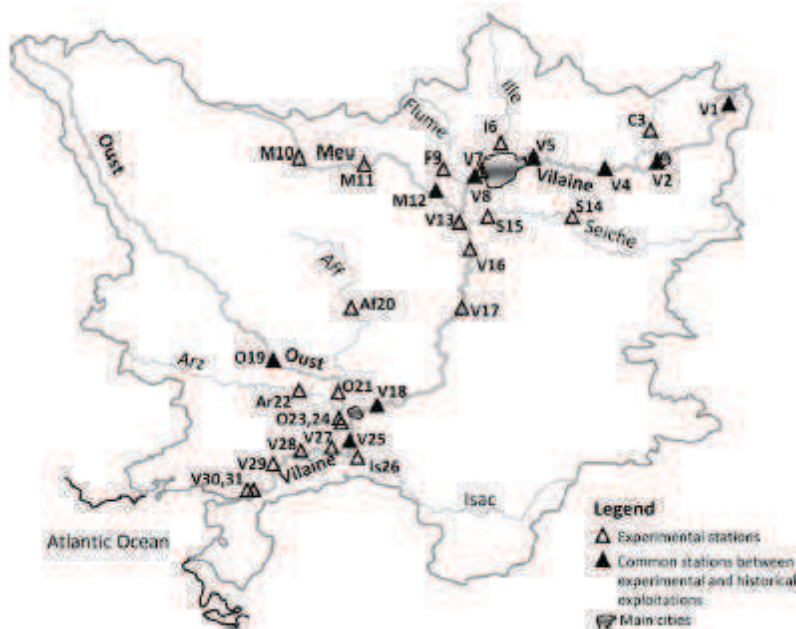 Ille
Flume
V1
C3
I6
V5
M10
Meu
F9
V7
Oust
M11
Vilaine
V4
V2
V8
M12
S14
V13
S15
Seiche
V16
Aff
Af20
V17
O19
Oust
Arz
O21
V18
Ar22
O23,24
V28
V27
V25
V29
Vilaine
Is26
V30,31
Isac
Legend
Atlantic Ocean
Experimental stations
Common stations between
experimental and historical
exploitations
Main cities